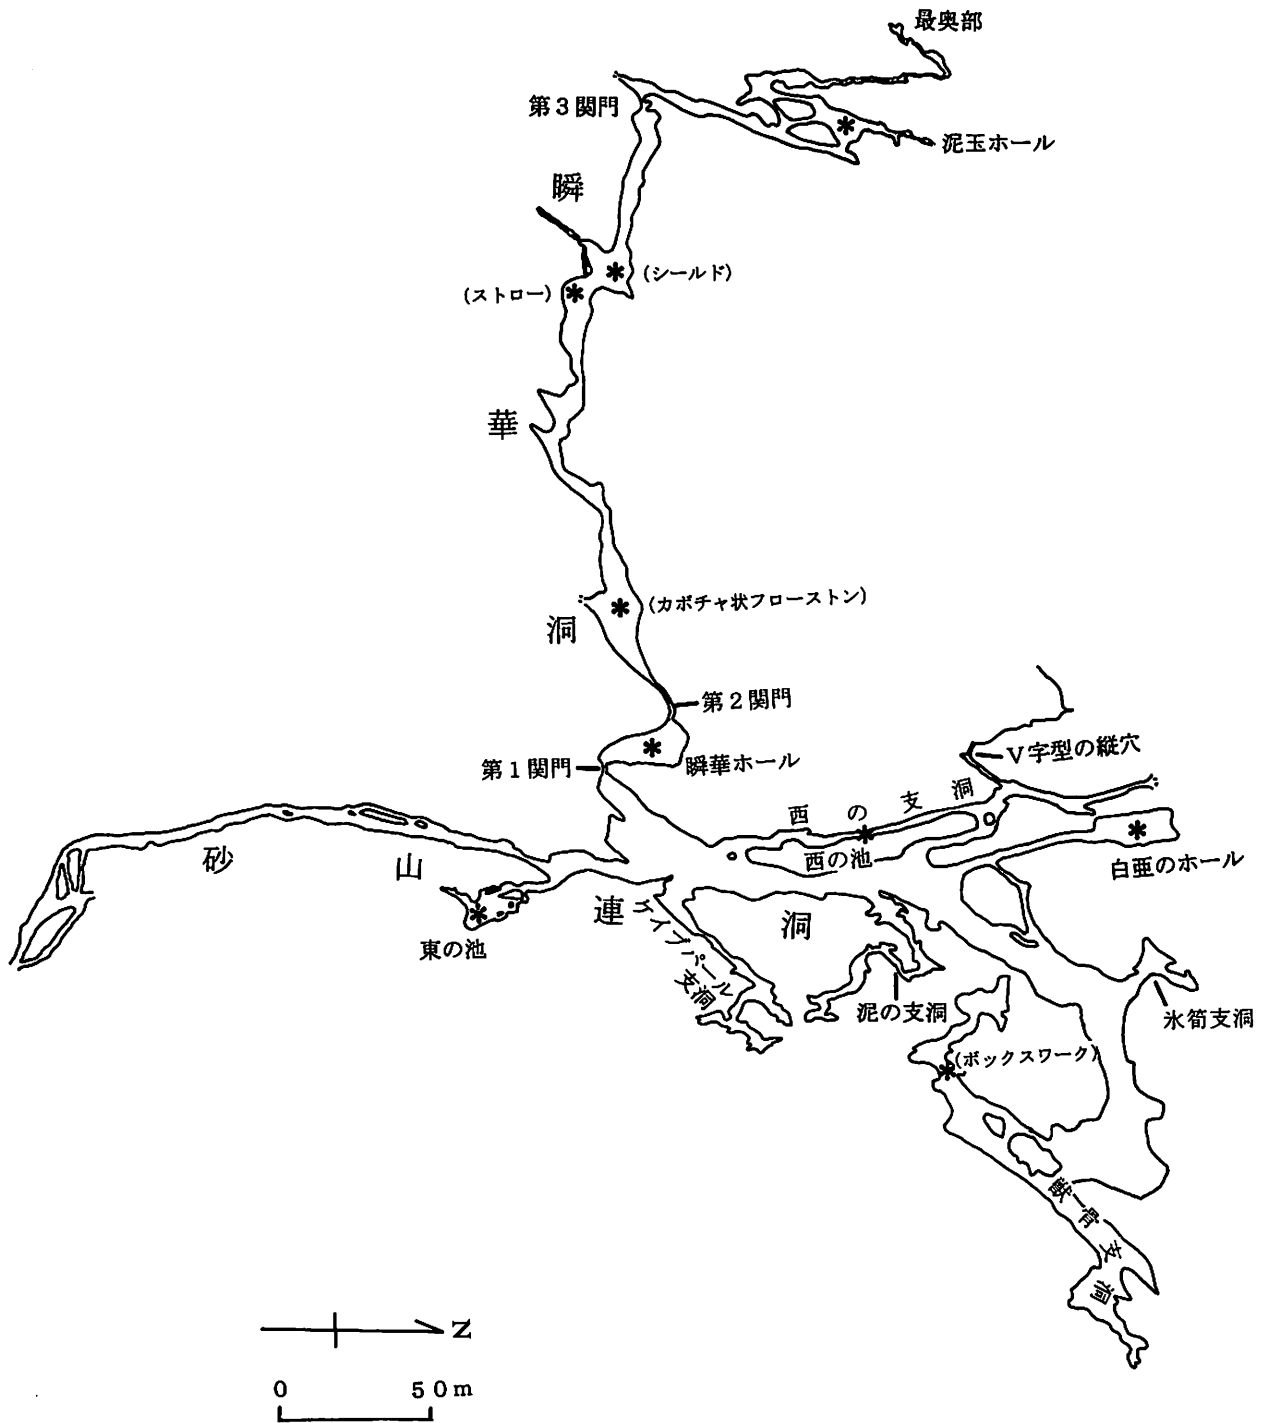 最奥部
第3関門
泥玉ホール
瞬
(シールド)
(ストロー)
華
(カボチャ状フローストン)
洞
第2関門
V字型の縦穴
第1関門
瞬華ホール
西の支洞
西の池
白亜のホール
砂山連洞
東の池
ケイブパール
支洞
泥の支洞
氷筍支洞
(ボックスワーク)
獣骨支洞
N
0 50m